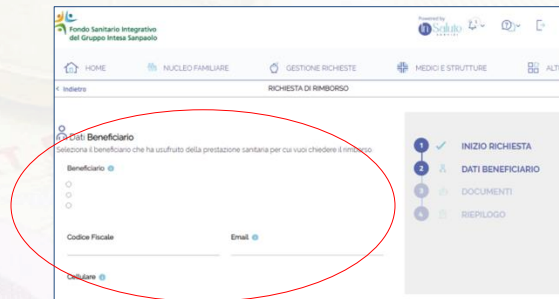 Fondo Sanitario Integrativo
del Gruppo Intesa Sanpaolo
Powered by
InSalute
SERVIZI
HOME
NUCLEO FAMILIARE
GESTIONE RICHIESTE
MEDICI E STRUTTURE
< Indietro
RICHIESTA DI RIMBORSO
Dati Beneficiario
Seleziona il beneficiario che ha usufruito della prestazione sanitaria per cui vuoi chiedere il rimborso.
Beneficiario
Codice Fiscale
Email
Cellulare
1 INIZIO RICHIESTA
2 DATI BENEFICIARIO
3 DOCUMENTI
4 RIEPILOGO